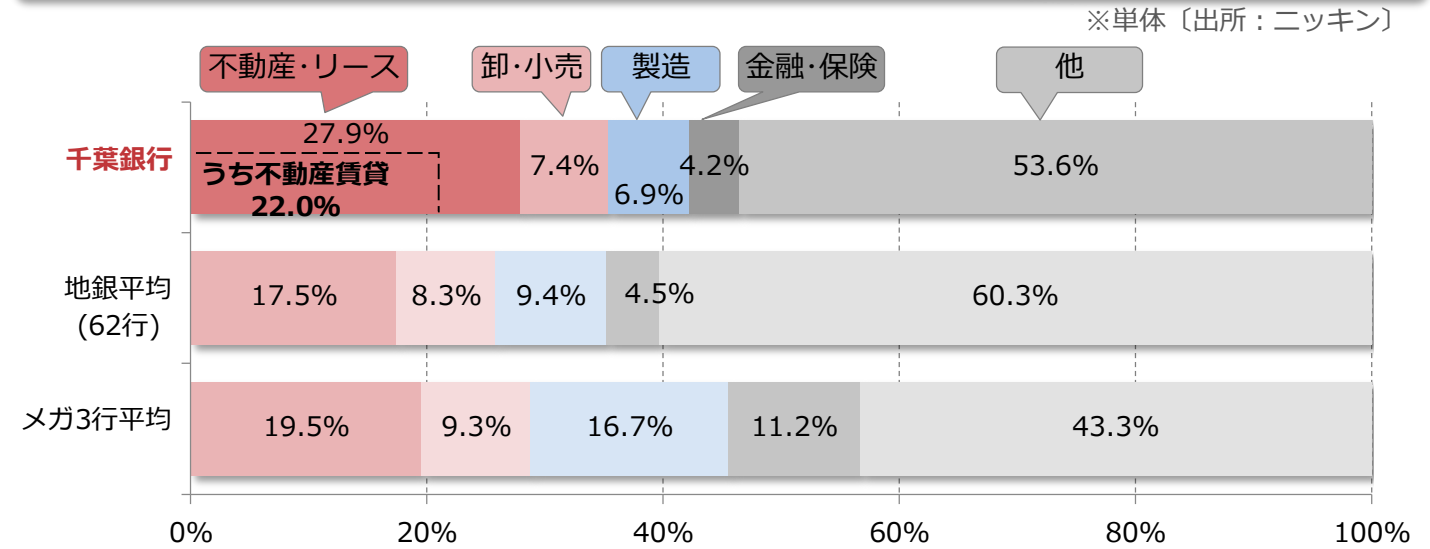 ※単体〔出所：ニッキン〕
不動産･リース
卸･小売
製造
金融･保険
他
千葉銀行
27.9%
うち不動産賃貸
22.0%
7.4%
6.9%
4.2%
53.6%
地銀平均
(62行)
17.5%
8.3%
9.4%
4.5%
60.3%
メガ3行平均
19.5%
9.3%
16.7%
11.2%
43.3%
0%
20%
40%
60%
80%
100%